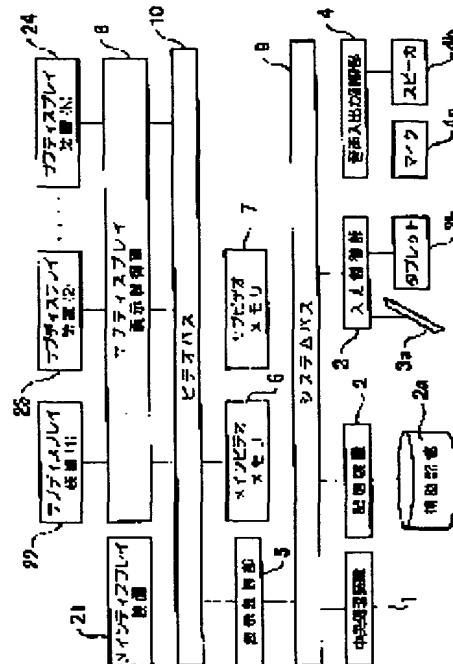 24
10
8
サブディスプレイ
装置(N)
・・・・
サブディスプレイ
装置(2)
23
サブディスプレイ
装置(1)
22
メインディスプレイ
装置
21
サブディスプレイ
表示制御部
ビデオバス
7
サブビデオ
メモリ
6
メインビデオ
メモリ
5
表示制御部
9
システムバス
4
音声入出力制御部
入力制御部
2
記憶装置
中央処理装置
1
スピーカ
4b
マイク
4a
タブレット
3b
3a
2a
補助記憶